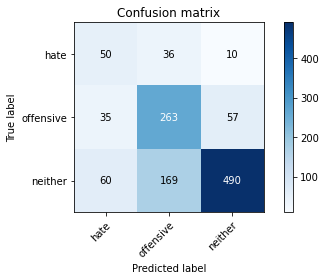 Confusion matrix
True label
hate 50 36 10
offensive 35 263 57
neither 60 169 490
hate offensive neither
Predicted label
400
300
200
100